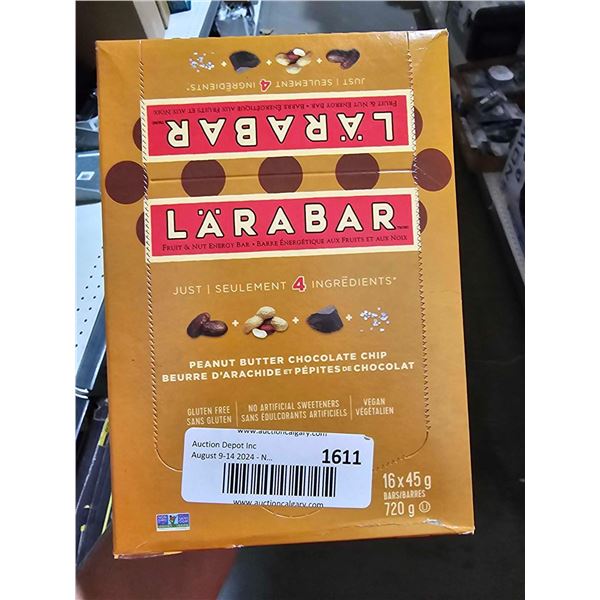 JUST | SEULEMENT 4 INGRÉDIENTS*
FRUIT & NUT ENERGY BAR • BARRE ÉNERGÉTIQUE AUX FRUITS ET AUX NOIX
LÄRABAR
LÄRABAR
FRUIT & NUT ENERGY BAR • BARRE ÉNERGÉTIQUE AUX FRUITS ET AUX NOIX
JUST | SEULEMENT 4 INGRÉDIENTS*
PEANUT BUTTER CHOCOLATE CHIP
BEURRE D'ARACHIDE ET PÉPITES DE CHOCOLAT
GLUTEN FREE
SANS GLUTEN
NO ARTIFICIAL SWEETENERS
SANS ÉDULCORANTS ARTIFICIELS
VEGAN
VÉGÉTALIEN
www.auctioncalgary.com
Auction Depot Inc
August 9-14 2024 - N...
1611
www.auctioncalgary.com
16 x 45 g
BARS/BARRES
720 g